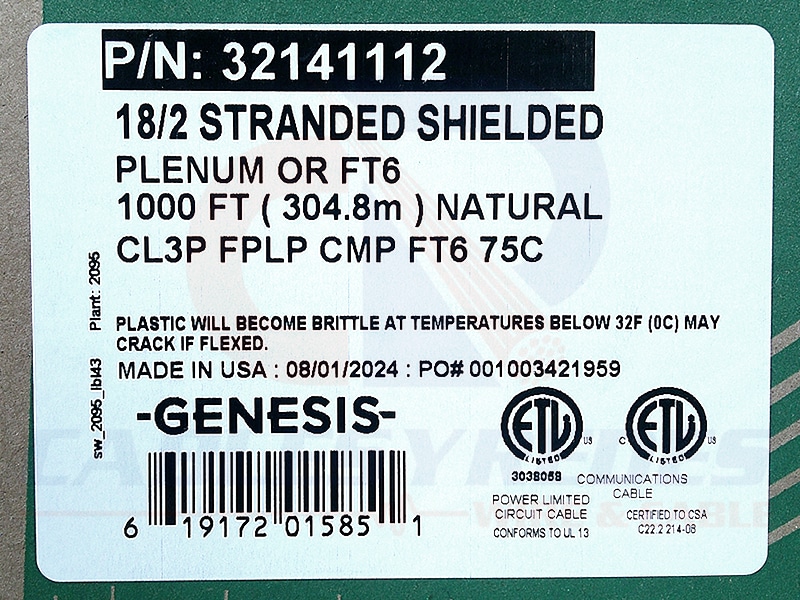 P/N: 32141112
18/2 STRANDED SHIELDED
PLENUM OR FT6
1000 FT ( 304.8m ) NATURAL
CL3P FPLP CMP FT6 75C
sw_2095_lbl43 Plant: 2095
PLASTIC WILL BECOME BRITTLE AT TEMPERATURES BELOW 32F (0C) MAY
CRACK IF FLEXED.
MADE IN USA : 08/01/2024 : PO# 001003421959
-GENESIS-
6 19172 01585 1
ETL US
LISTED
3038059
POWER LIMITED
CIRCUIT CABLE
CONFORMS TO UL 13
C ETL US
LISTED
COMMUNICATIONS
CABLE
CERTIFIED TO CSA
C22.2 214-08